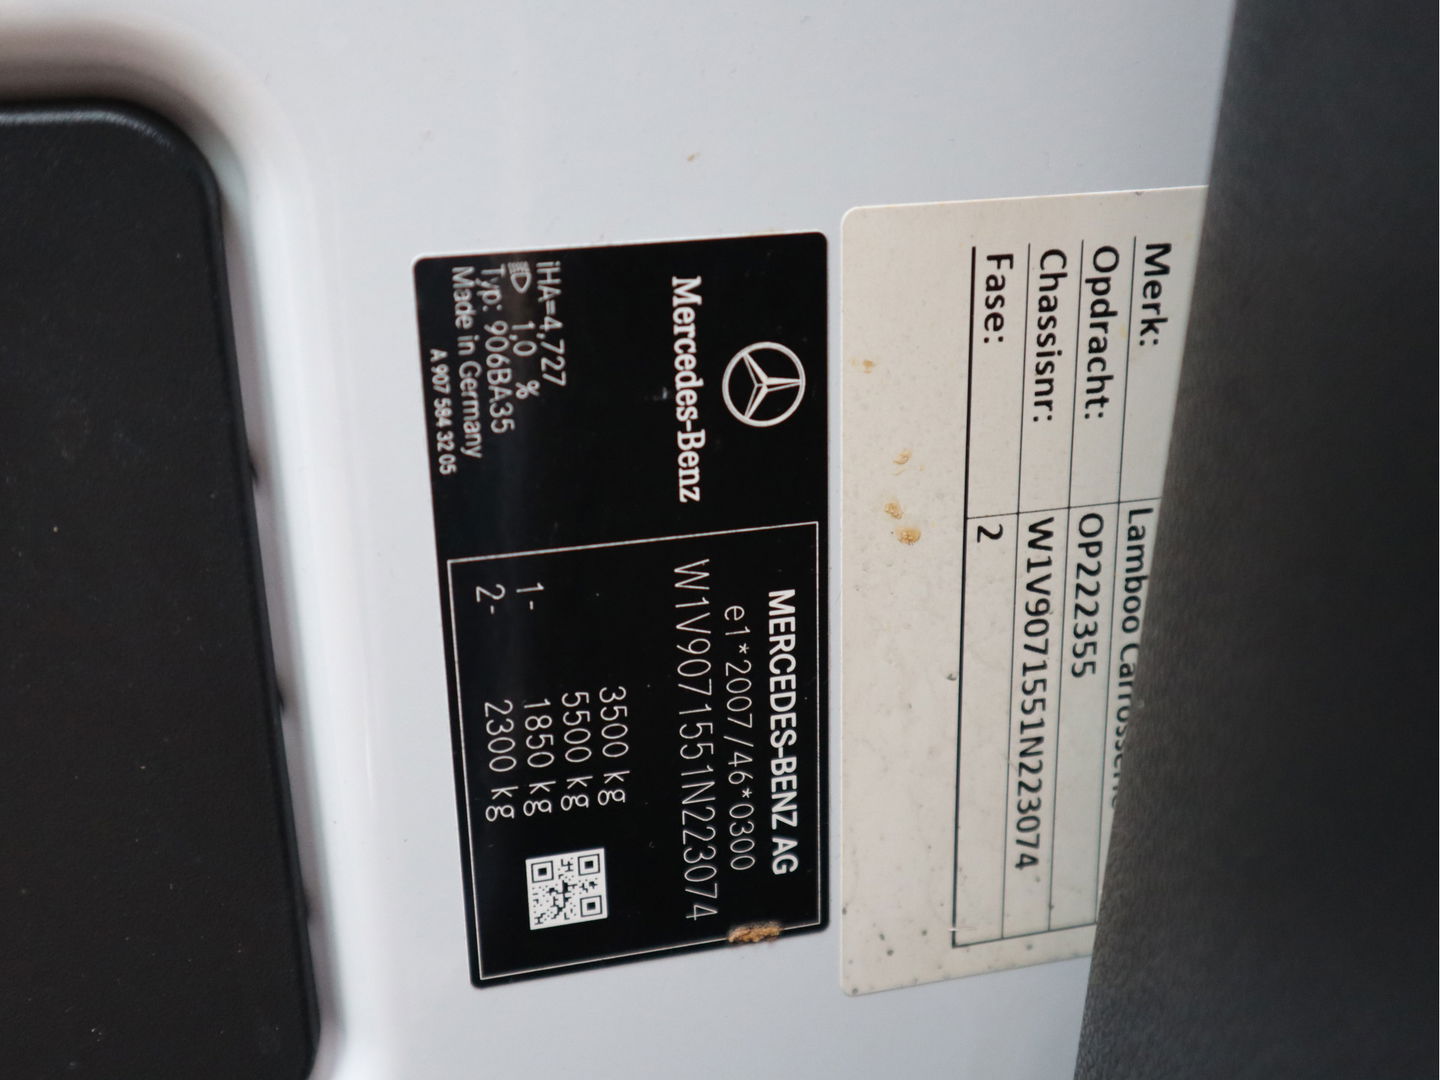 Merk: Lamboo
Opdracht: OP222355
Chassisnr: W1V9071551N223074
Fase: 2
Mercedes-Benz
iHA=4,727
1,0 %
Typ: 906BA35
Made in Germany
A 907 584 32 05
MERCEDES-BENZ AG
e1*2007/46*0300
W1V9071551N223074
3500 kg
5500 kg
1- 1850 kg
2- 2300 kg